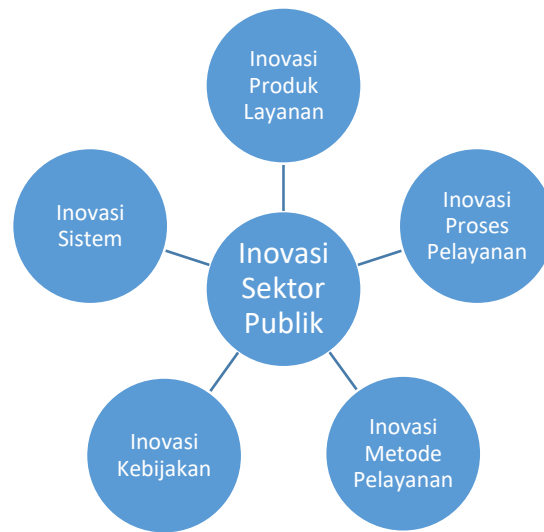 Inovasi
Produk
Layanan
Inovasi
Proses
Pelayanan
Inovasi
Metode
Pelayanan
Inovasi
Kebijakan
Inovasi
Sistem
Inovasi
Sektor
Publik